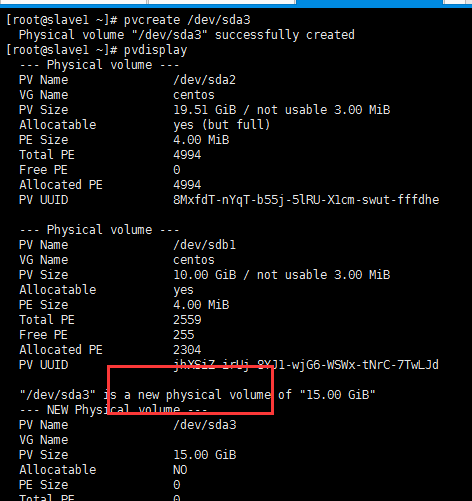 [root@slave1 ~]# pvcreate /dev/sda3
Physical volume "/dev/sda3" successfully created
[root@slave1 ~]# pvdisplay
--- Physical volume ---
PV Name /dev/sda2
VG Name centos
PV Size 19.51 GiB / not usable 3.00 MiB
Allocatable yes (but full)
PE Size 4.00 MiB
Total PE 4994
Free PE 0
Allocated PE 4994
PV UUID 8MxfdT-nYqT-b55j-5lRU-X1cm-swut-fffdhe
--- Physical volume ---
PV Name /dev/sdb1
VG Name centos
PV Size 10.00 GiB / not usable 3.00 MiB
Allocatable yes
PE Size 4.00 MiB
Total PE 2559
Free PE 255
Allocated PE 2304
PV UUID jhXSiZ-irUj-8YJ1-wjG6-WSWx-tNrC-7TwLJd
"/dev/sda3" is a new physical volume of "15.00 GiB"
--- NEW Physical volume ---
PV Name /dev/sda3
VG Name
PV Size 15.00 GiB
Allocatable NO
PE Size 0
Total PE 0